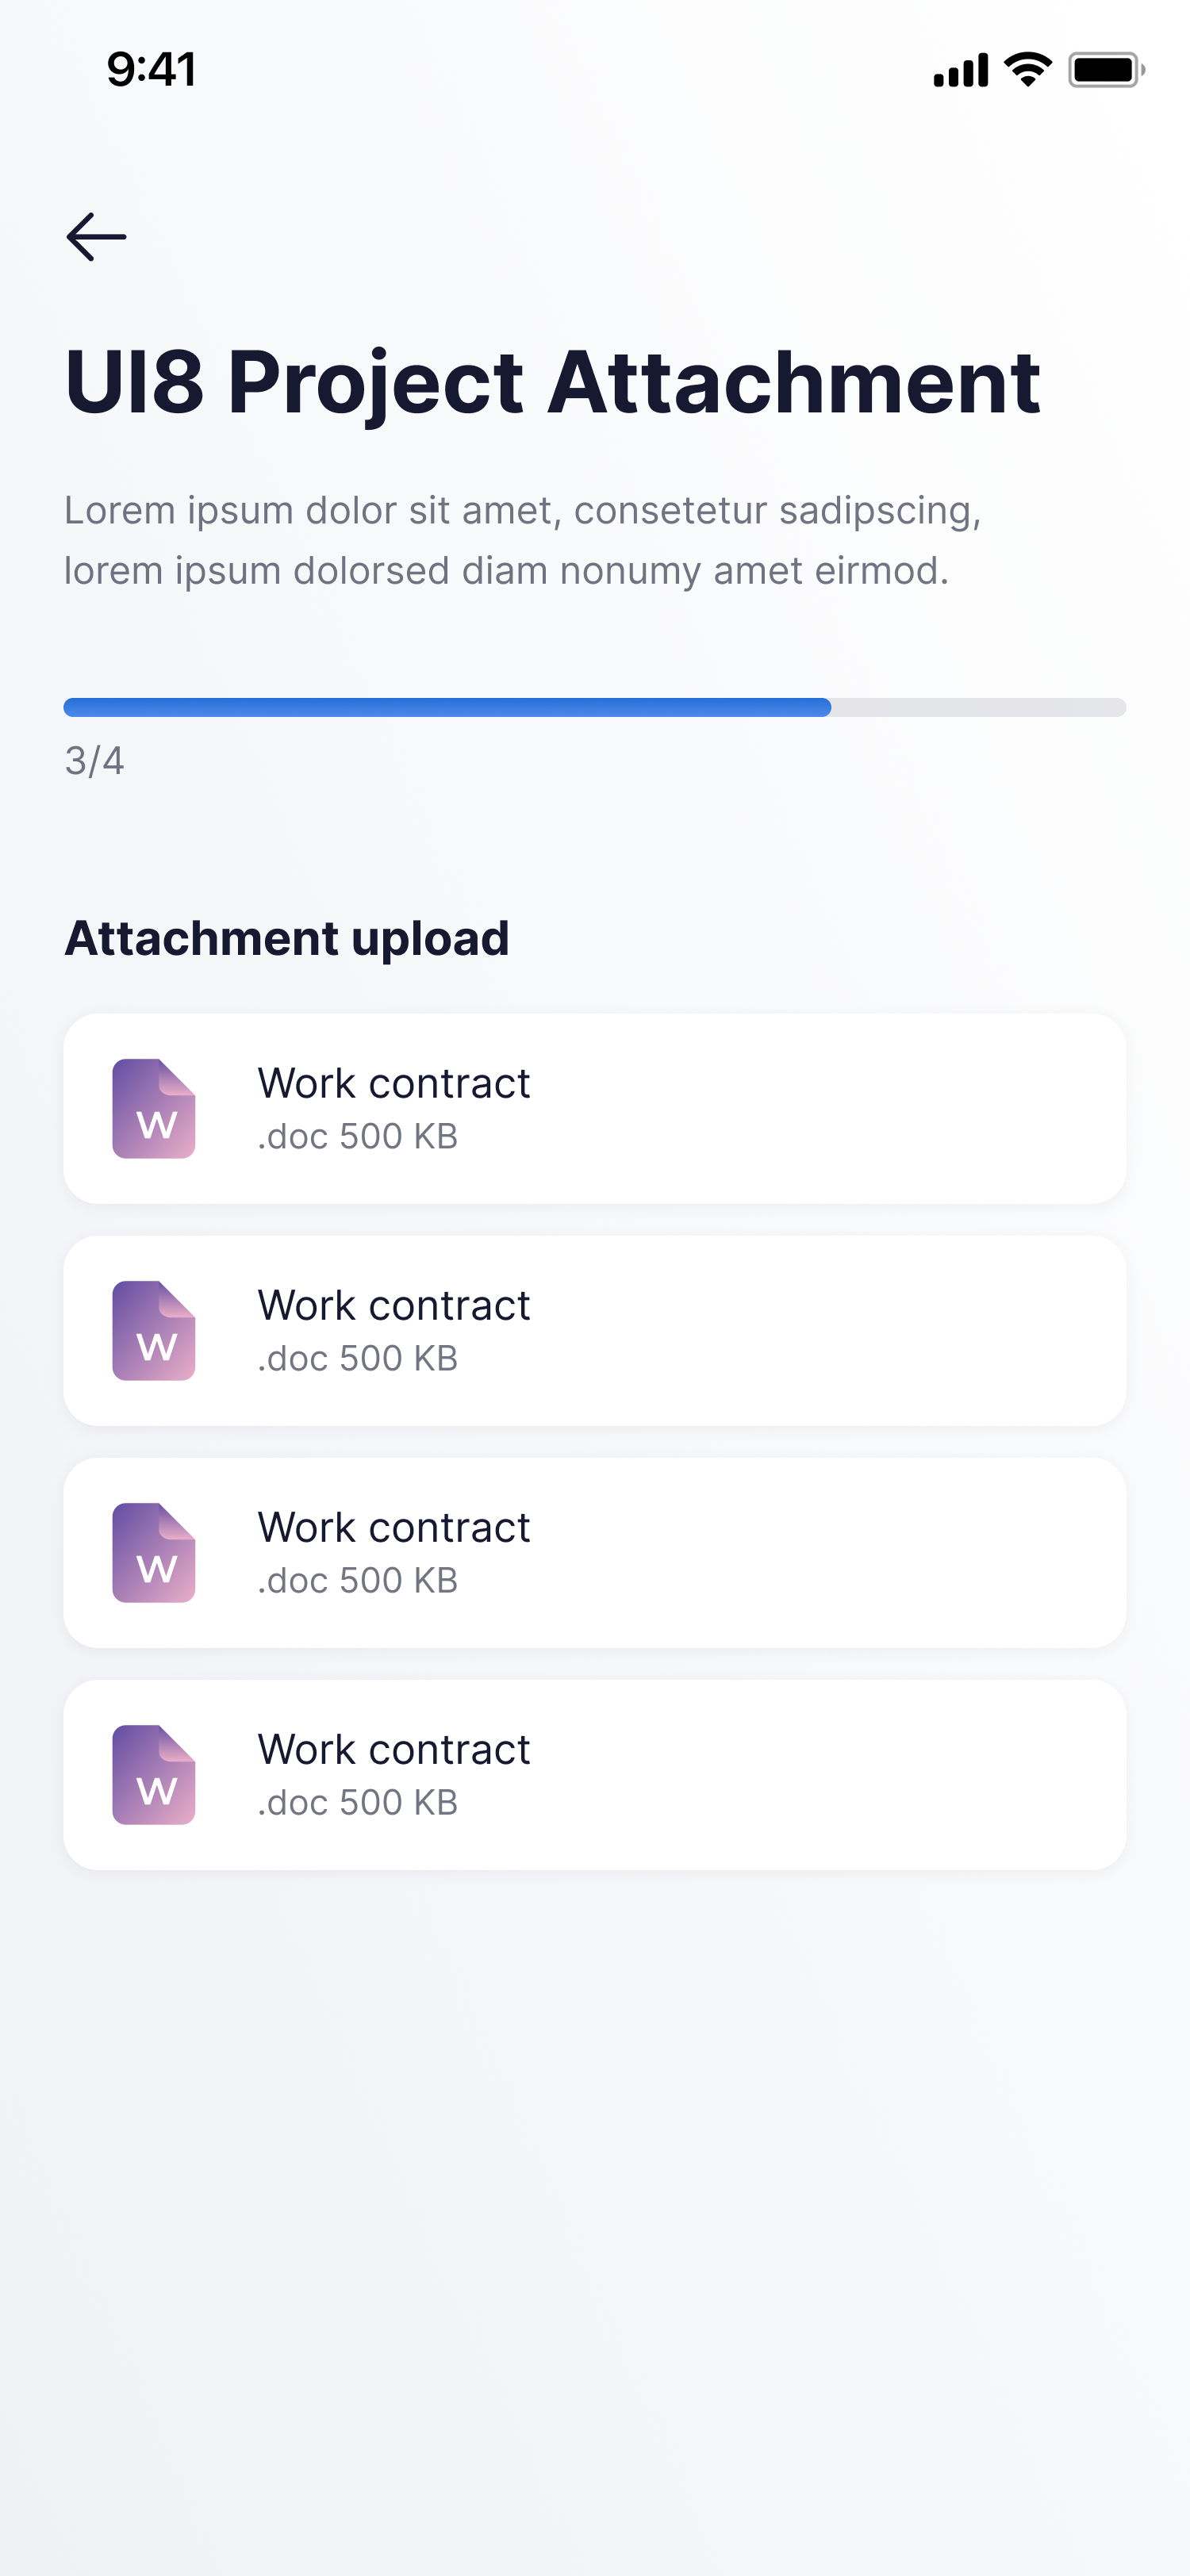 9:41
UI8 Project Attachment
Lorem ipsum dolor sit amet, consetetur sadipscing,
lorem ipsum dolorsed diam nonumy amet eirmod.
3/4
Attachment upload
W
Work contract
.doc 500 KB
W
Work contract
.doc 500 KB
W
Work contract
.doc 500 KB
W
Work contract
.doc 500 KB